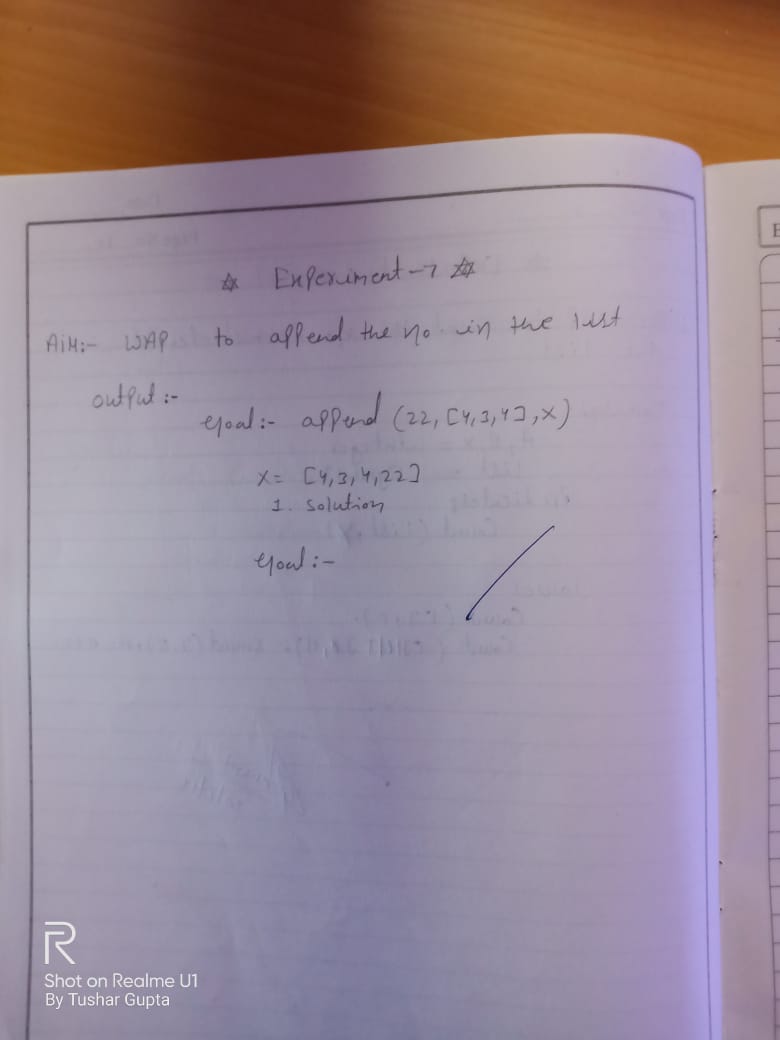 ☆ Experiment-7 ☆
AIM:- WAP to append the no in the list
output:-
Goal:- append (22, [4,3,4], X)
X= [4,3,4,22]
1. Solution
Goal:-
R
Shot on Realme U1
By Tushar Gupta